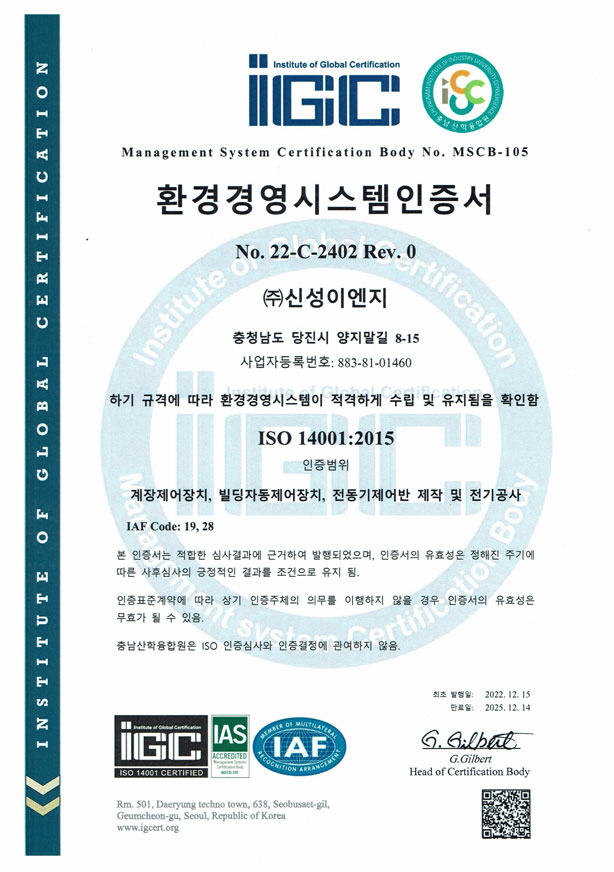 INSTITUTE OF GLOBAL CERTIFICATION
Institute of Global Certification
IGC
충남산학융합원
Management System Certification Body No. MSCB-105
환경경영시스템인증서
No. 22-C-2402 Rev. 0
㈜신성이엔지
충청남도 당진시 양지말길 8-15
사업자등록번호: 883-81-01460
하기 규격에 따라 환경경영시스템이 적격하게 수립 및 유지됨을 확인함
ISO 14001:2015
인증범위
계장제어장치, 빌딩자동제어장치, 전동기제어반 제작 및 전기공사
IAF Code: 19, 28
본 인증서는 적합한 심사결과에 근거하여 발행되었으며, 인증서의 유효성은 정해진 주기에
따른 사후심사의 긍정적인 결과를 조건으로 유지 됨.
인증표준계약에 따라 상기 인증주체의 의무를 이행하지 않을 경우 인증서의 유효성은
무효가 될 수 있음.
충남산학융합원은 ISO 인증심사와 인증결정에 관여하지 않음.
Institute of Global Certification
Institute of Global Certification
IGC
Management system Certification Body
최초 발행일: 2022. 12. 15
만료일: 2025. 12. 14
Institute of Global Certification
IGC
ISO 14001 CERTIFIED
IAS
ACCREDITED
Management Systems
Certification Body
MSCB-105
MEMBER OF MULTILATERAL
IAF
RECOGNITION ARRANGEMENT
G. Gilbert
G.Gilbert
Head of Certification Body
Rm. 501, Daeryung techno town, 638, Seobusaet-gil,
Geumcheon-gu, Seoul, Republic of Korea
www.igcert.org